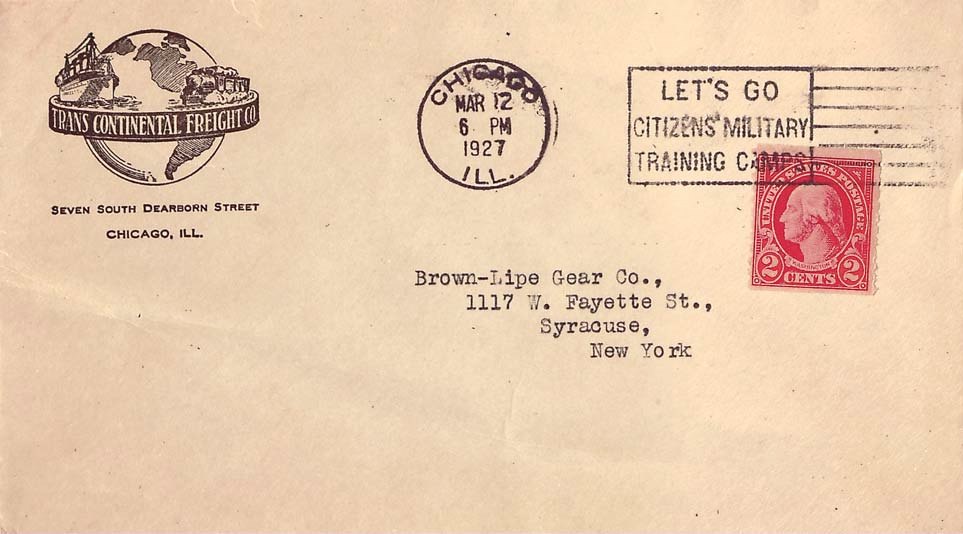 TRANS CONTINENTAL FREIGHT CO.
SEVEN SOUTH DEARBORN STREET
CHICAGO, ILL.
CHICAGO
MAR 12
6 PM
1927
ILL.
LET'S GO
CITIZENS' MILITARY
TRAINING CAMPS
UNITED STATES POSTAGE
WASHINGTON
2 CENTS 2
Brown-Lipe Gear Co.,
1117 W. Fayette St.,
Syracuse,
New York